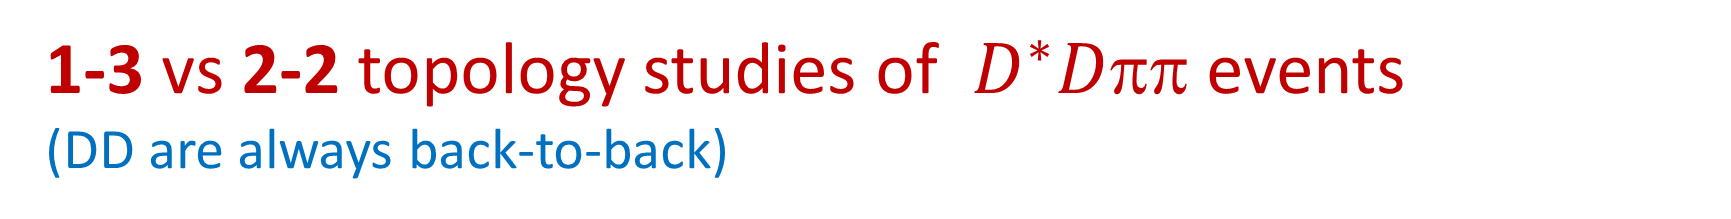 1-3 vs 2-2 topology studies of D*Dππ events
(DD are always back-to-back)